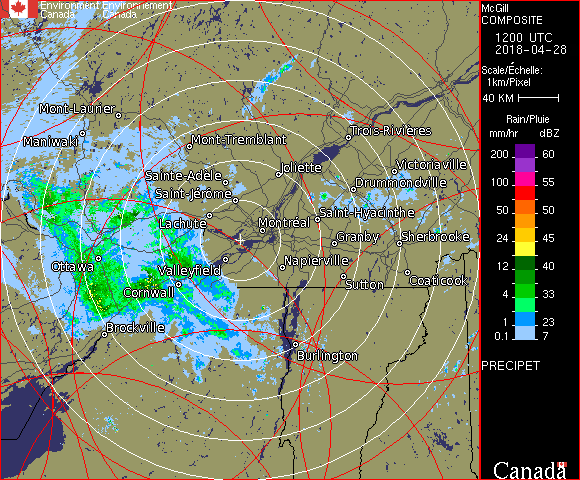 Environment Environnement
Canada Canada
McGill
COMPOSITE
1200 UTC
2018-04-28
Scale/Échelle:
1km/Pixel
40 KM
Rain/Pluie
mm/hr dBZ
200 60
150 57
100 55
50 50
24 45
12 40
4 33
1 23
0.1 7
PRECIPET
Canada
Mont-Laurier
Maniwaki
Mont-Tremblant
Trois-Rivières
Joliette
Victoriaville
Sainte-Adèle
Drummondville
Saint-Jérôme
Lachute
Saint-Hyacinthe
Montréal
Granby
Sherbrooke
Ottawa
Valleyfield
Napierville
Coaticook
Sutton
Cornwall
Brockville
Burlington